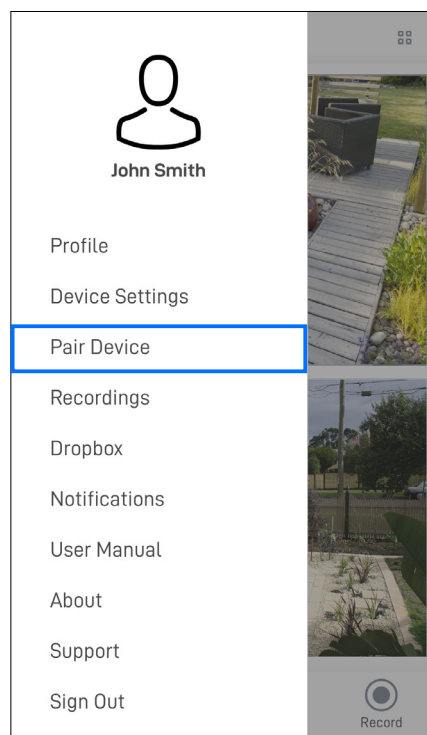 John Smith
Profile
Device Settings
Pair Device
Recordings
Dropbox
Notifications
User Manual
About
Support
Sign Out
Record